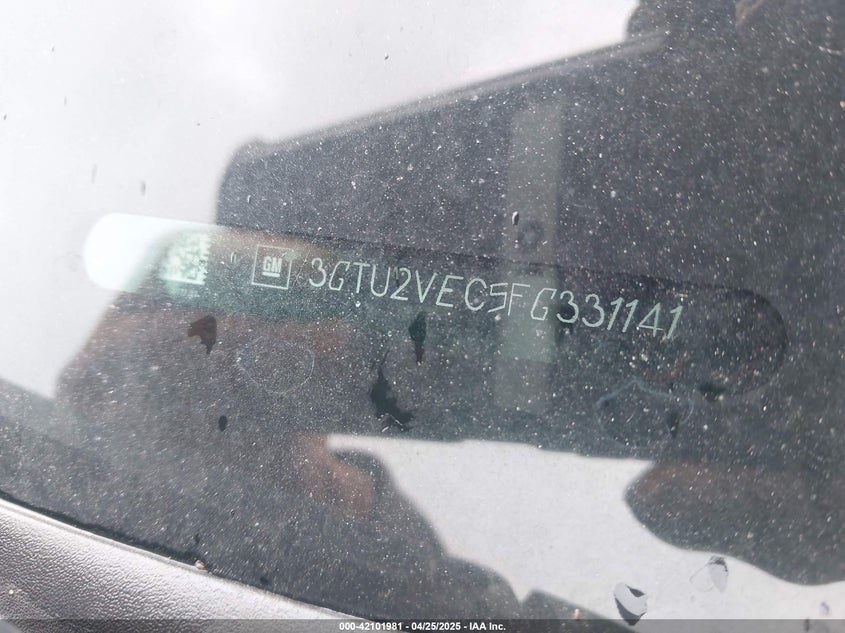 GM 3GTU2VEC5FG331141
000-42101981 - 04/25/2025 - IAA Inc.